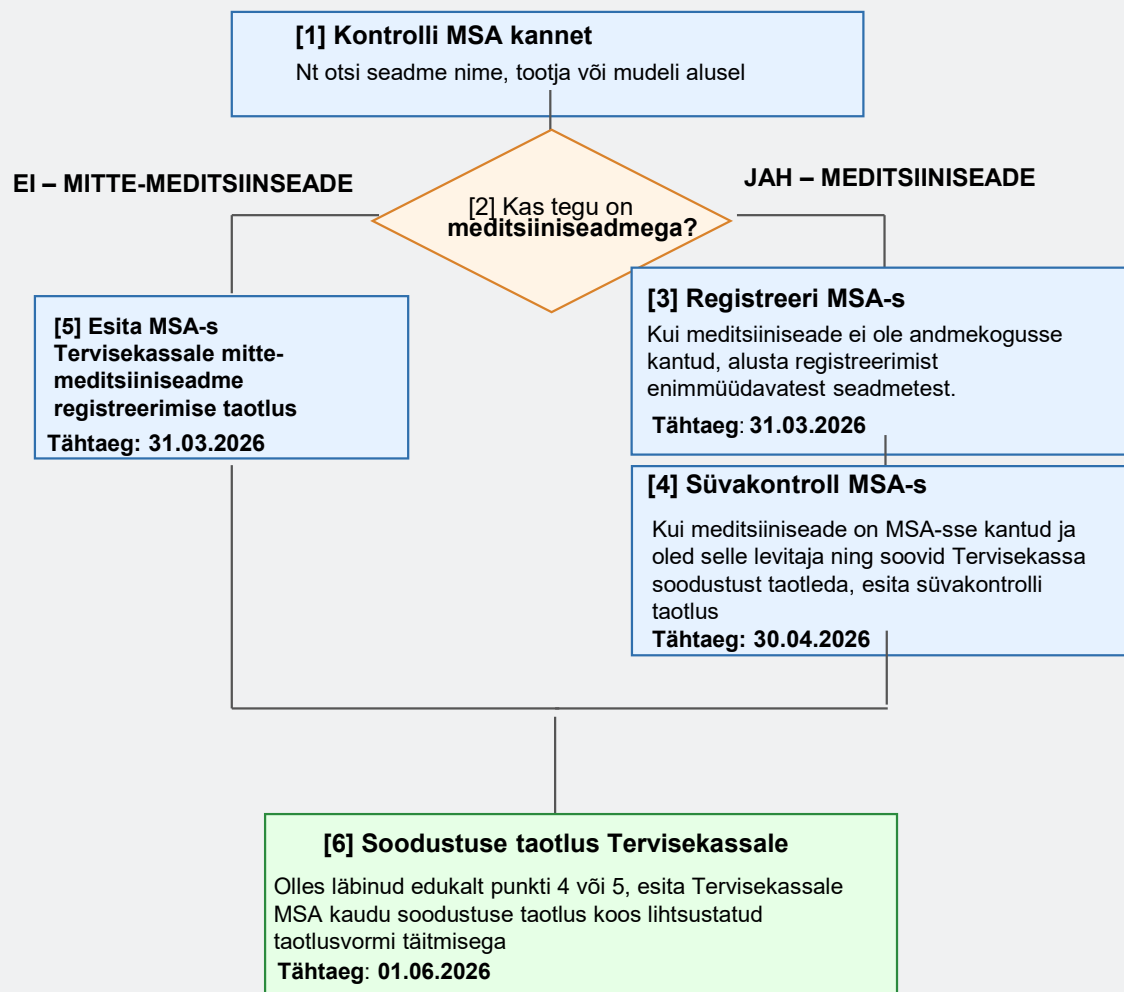 [1] Kontrolli MSA kannet
Nt otsi seadme nime, tootja või mudeli alusel
EI – MITTE-MEDITSIINSEADE
JAH – MEDITSIINISEADE
[2] Kas tegu on
meditsiiniseadmega?
[3] Registreeri MSA-s
Kui meditsiiniseade ei ole andmekogusse
kantud, alusta registreerimist
enimmüüdavatest seadmetest.
Tähtaeg: 31.03.2026
[5] Esita MSA-s
Tervisekassale mitte-
meditsiiniseadme
registreerimise taotlus
Tähtaeg: 31.03.2026
[4] Süvakontroll MSA-s
Kui meditsiiniseade on MSA-sse kantud ja
oled selle levitaja ning soovid Tervisekassa
soodustust taotleda, esita süvakontrolli
taotlus
Tähtaeg: 30.04.2026
[6] Soodustuse taotlus Tervisekassale
Olles läbinud edukalt punkti 4 või 5, esita Tervisekassale
MSA kaudu soodustuse taotlus koos lihtsustatud
taotlusvormi täitmisega
Tähtaeg: 01.06.2026